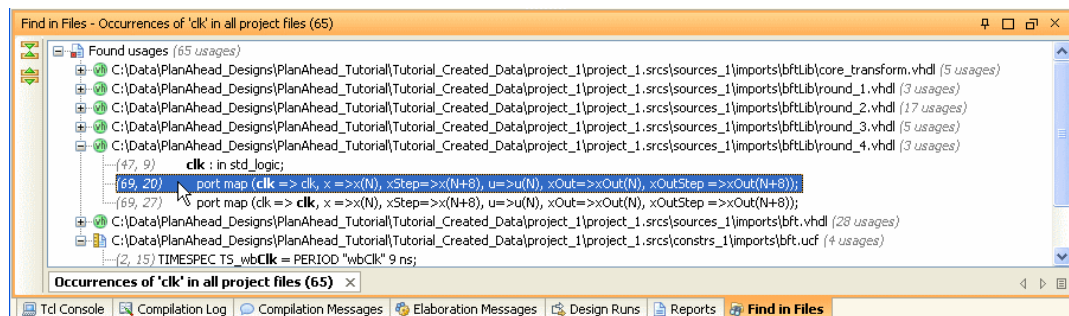 Find in Files - Occurrences of 'clk' in all project files (65)
Found usages (65 usages)
C:\Data\PlanAhead_Designs\PlanAhead_Tutorial\Tutorial_Created_Data\project_1\project_1.srcs\sources_1\imports\bftLib\core_transform.vhdl (5 usages)
C:\Data\PlanAhead_Designs\PlanAhead_Tutorial\Tutorial_Created_Data\project_1\project_1.srcs\sources_1\imports\bftLib\round_1.vhdl (3 usages)
C:\Data\PlanAhead_Designs\PlanAhead_Tutorial\Tutorial_Created_Data\project_1\project_1.srcs\sources_1\imports\bftLib\round_2.vhdl (17 usages)
C:\Data\PlanAhead_Designs\PlanAhead_Tutorial\Tutorial_Created_Data\project_1\project_1.srcs\sources_1\imports\bftLib\round_3.vhdl (5 usages)
C:\Data\PlanAhead_Designs\PlanAhead_Tutorial\Tutorial_Created_Data\project_1\project_1.srcs\sources_1\imports\bftLib\round_4.vhdl (3 usages)
(47, 9) clk : in std_logic;
(69, 20) port map (clk => clk, x =>x(N), xStep=>x(N+8), u=>u(N), xOut=>xOut(N), xOutStep =>xOut(N+8));
(69, 27) port map (clk => clk, x =>x(N), xStep=>x(N+8), u=>u(N), xOut=>xOut(N), xOutStep =>xOut(N+8));
C:\Data\PlanAhead_Designs\PlanAhead_Tutorial\Tutorial_Created_Data\project_1\project_1.srcs\sources_1\imports\bft.vhdl (28 usages)
C:\Data\PlanAhead_Designs\PlanAhead_Tutorial\Tutorial_Created_Data\project_1\project_1.srcs\constrs_1\imports\bft.ucf (4 usages)
(2, 15) TIMESPEC TS_wbClk = PERIOD "wbClk" 9 ns;
Occurrences of 'clk' in all project files (65)
Tcl Console Compilation Log Compilation Messages Elaboration Messages Design Runs Reports Find in Files